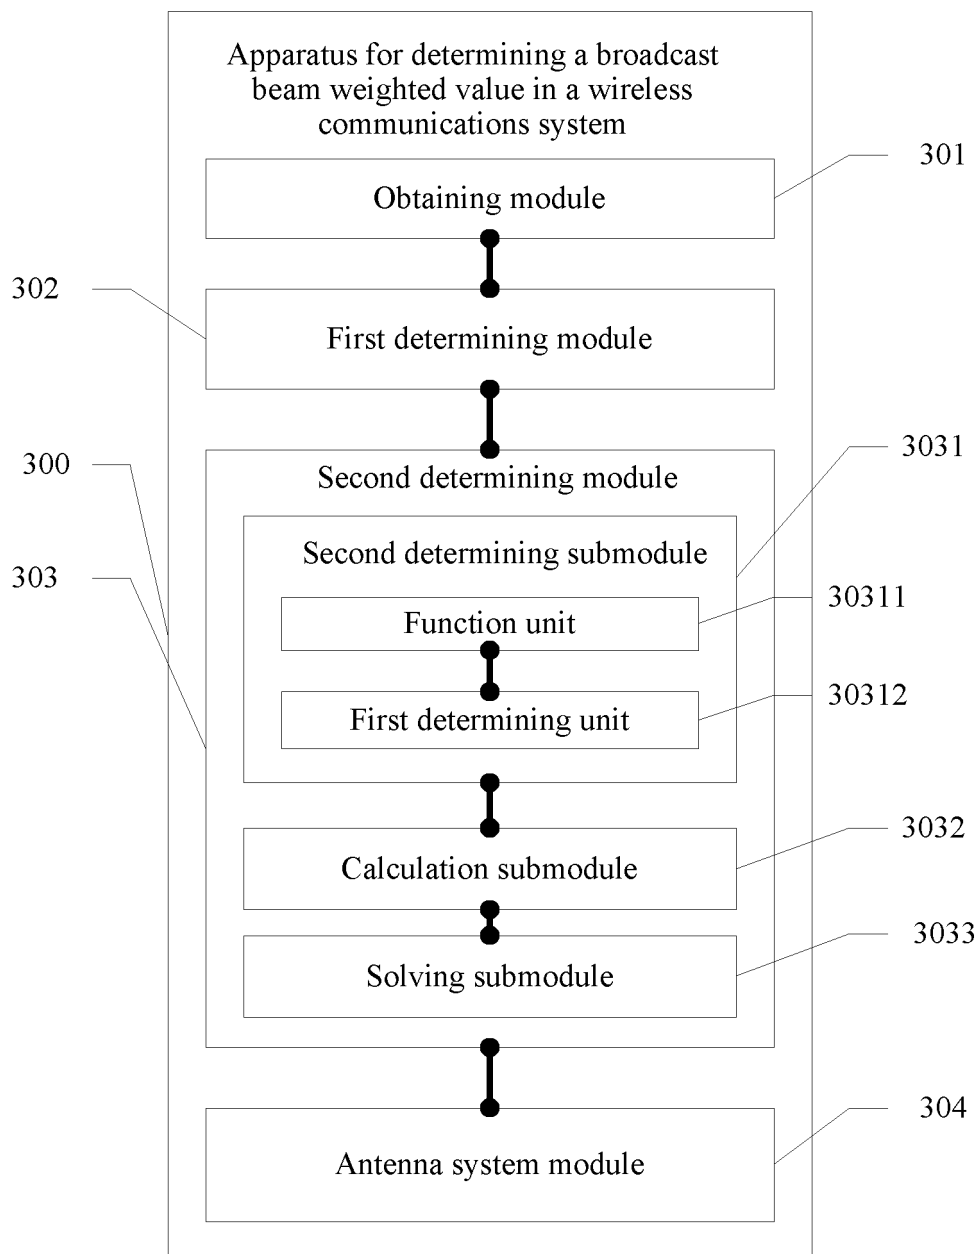 Apparatus for determining a broadcast
beam weighted value in a wireless
communications system
301
Obtaining module
302
First determining module
3031
300
Second determining module
303
Second determining submodule
30311
Function unit
30312
First determining unit
3032
Calculation submodule
3033
Solving submodule
304
Antenna system module